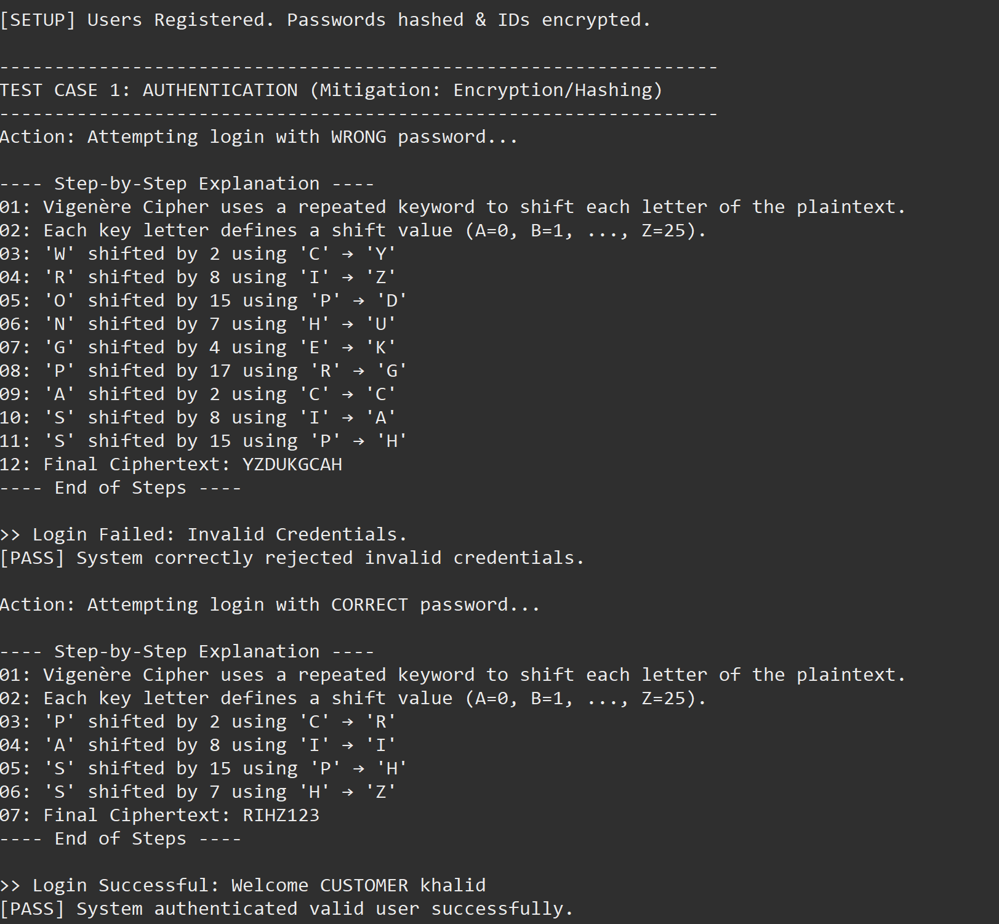 [SETUP] Users Registered. Passwords hashed & IDs encrypted.
-----------------------------------------------------------------
TEST CASE 1: AUTHENTICATION (Mitigation: Encryption/Hashing)
-----------------------------------------------------------------
Action: Attempting login with WRONG password...
---- Step-by-Step Explanation ----
01: Vigenère Cipher uses a repeated keyword to shift each letter of the plaintext.
02: Each key letter defines a shift value (A=0, B=1, ..., Z=25).
03: 'W' shifted by 2 using 'C' → 'Y'
04: 'R' shifted by 8 using 'I' → 'Z'
05: 'O' shifted by 15 using 'P' → 'D'
06: 'N' shifted by 7 using 'H' → 'U'
07: 'G' shifted by 4 using 'E' → 'K'
08: 'P' shifted by 17 using 'R' → 'G'
09: 'A' shifted by 2 using 'C' → 'C'
10: 'S' shifted by 8 using 'I' → 'A'
11: 'S' shifted by 15 using 'P' → 'H'
12: Final Ciphertext: YZDUKGCAH
---- End of Steps ----
>> Login Failed: Invalid Credentials.
[PASS] System correctly rejected invalid credentials.
Action: Attempting login with CORRECT password...
---- Step-by-Step Explanation ----
01: Vigenère Cipher uses a repeated keyword to shift each letter of the plaintext.
02: Each key letter defines a shift value (A=0, B=1, ..., Z=25).
03: 'P' shifted by 2 using 'C' → 'R'
04: 'A' shifted by 8 using 'I' → 'I'
05: 'S' shifted by 15 using 'P' → 'H'
06: 'S' shifted by 7 using 'H' → 'Z'
07: Final Ciphertext: RIHZ123
---- End of Steps ----
>> Login Successful: Welcome CUSTOMER khalid
[PASS] System authenticated valid user successfully.